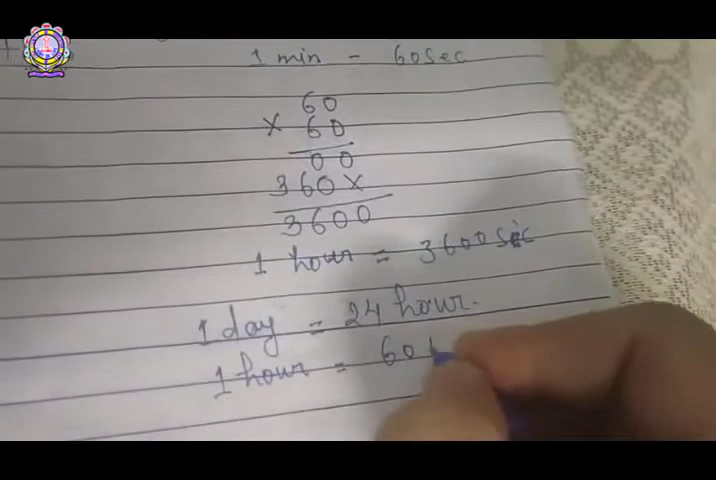 1 min - 60sec
60
× 60
00
360×
3600
1 hour = 3600 sec
1 day = 24 hour.
1 hour = 60